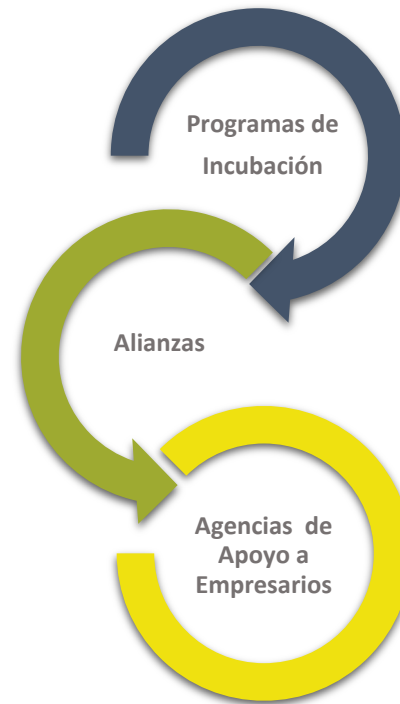 Programas de
Incubación
Alianzas
Agencias de
Apoyo a
Empresarios